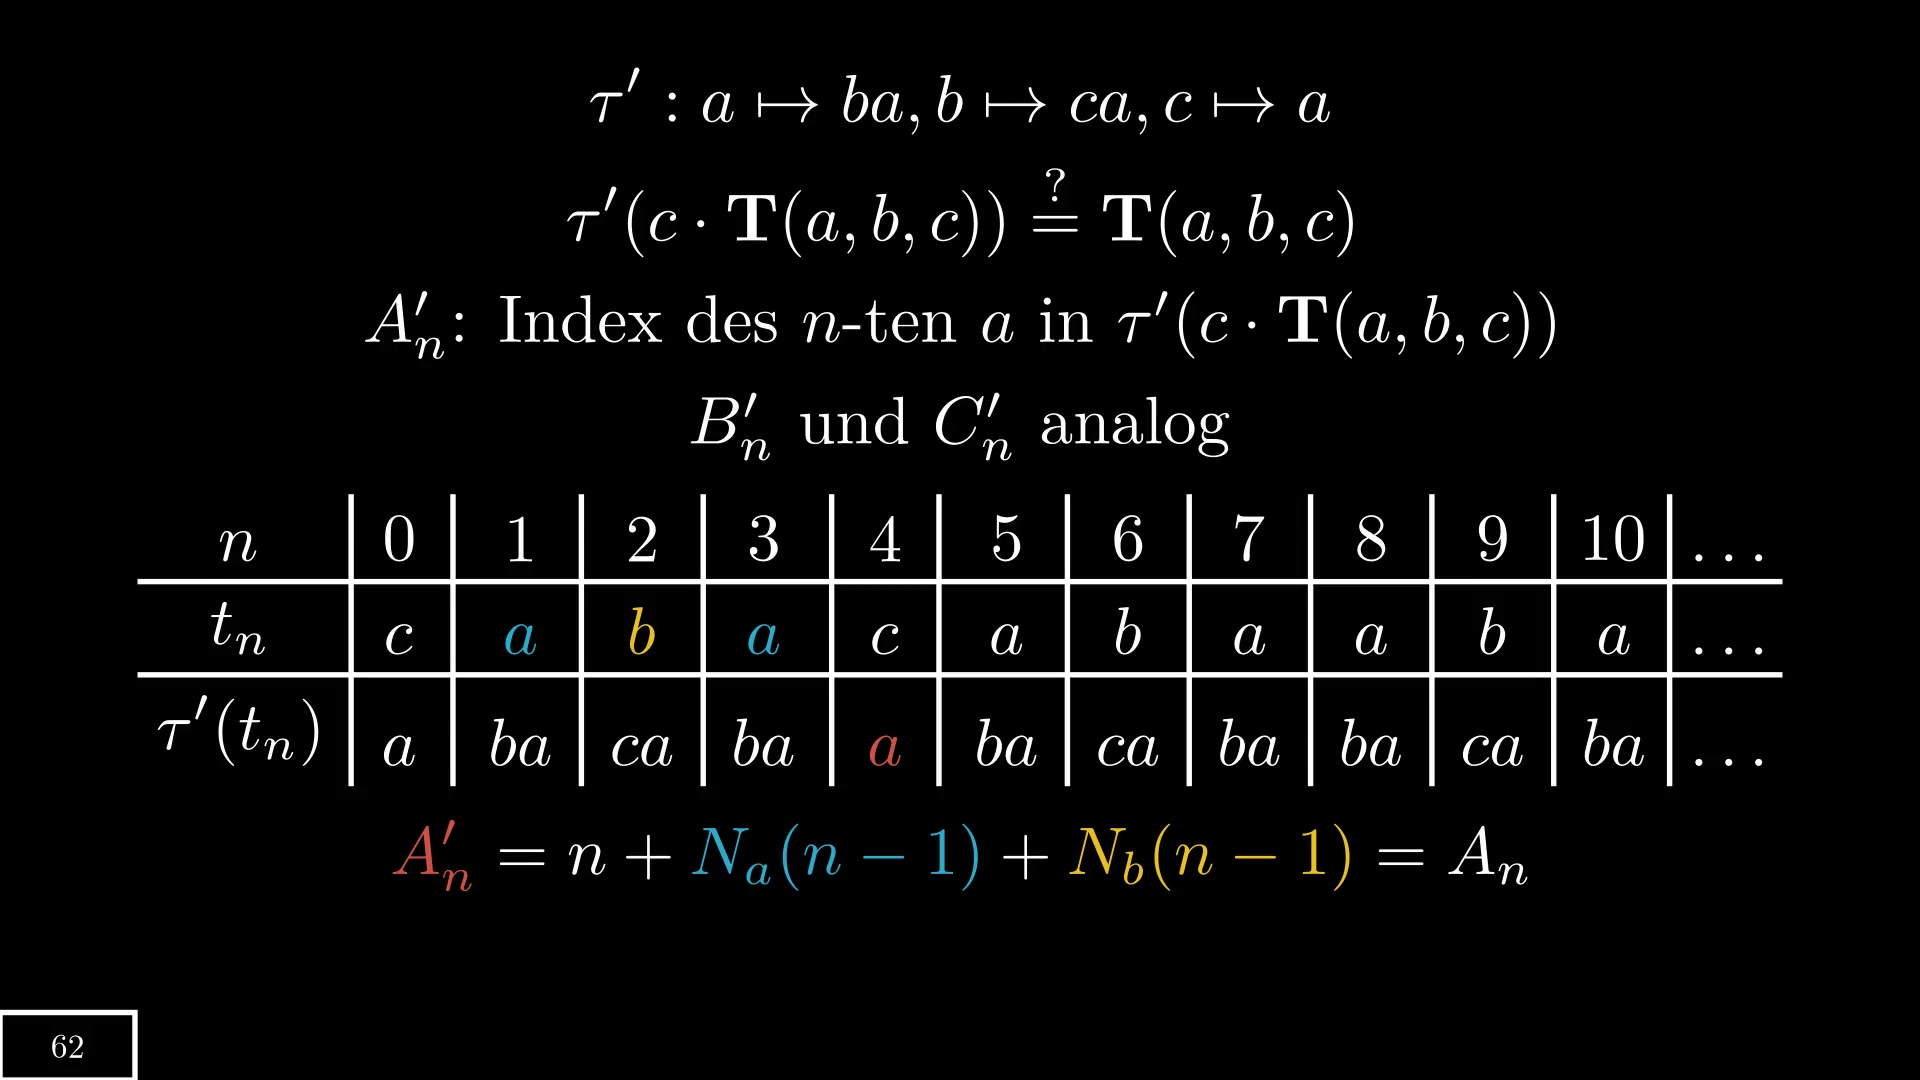 τ′ : a ↦ ba, b ↦ ca, c ↦ a
τ′(c · T(a, b, c)) ≟ T(a, b, c)
A′ₙ: Index des n-ten a in τ′(c · T(a, b, c))
B′ₙ und C′ₙ analog
n 0 1 2 3 4 5 6 7 8 9 10 ...
tₙ c a b a c a b a a b a ...
τ′(tₙ) a ba ca ba a ba ca ba ba ca ba ...
A′ₙ = n + Nₐ(n − 1) + N_b(n − 1) = Aₙ
62